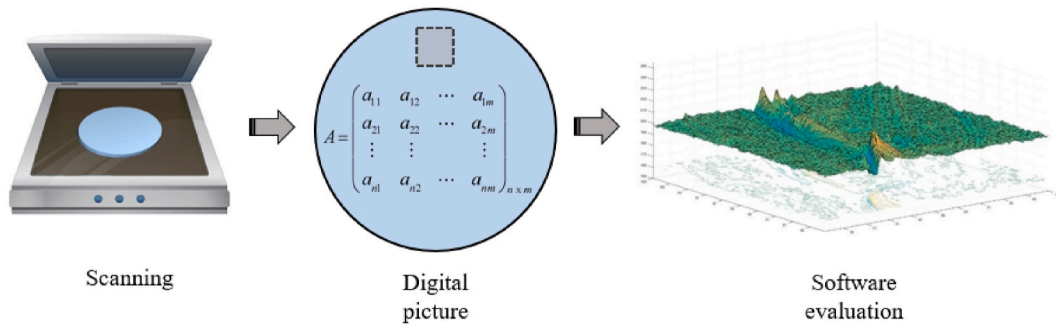 a₁₁ a₁₂ ⋯ a₁ₘ
a₂₁ a₂₂ ⋯ a₂ₘ
A =
⋮ ⋮ ⋮
aₙ₁ aₙ₂ ⋯ aₙₘ
n × m
Scanning
Digital
picture
Software
evaluation